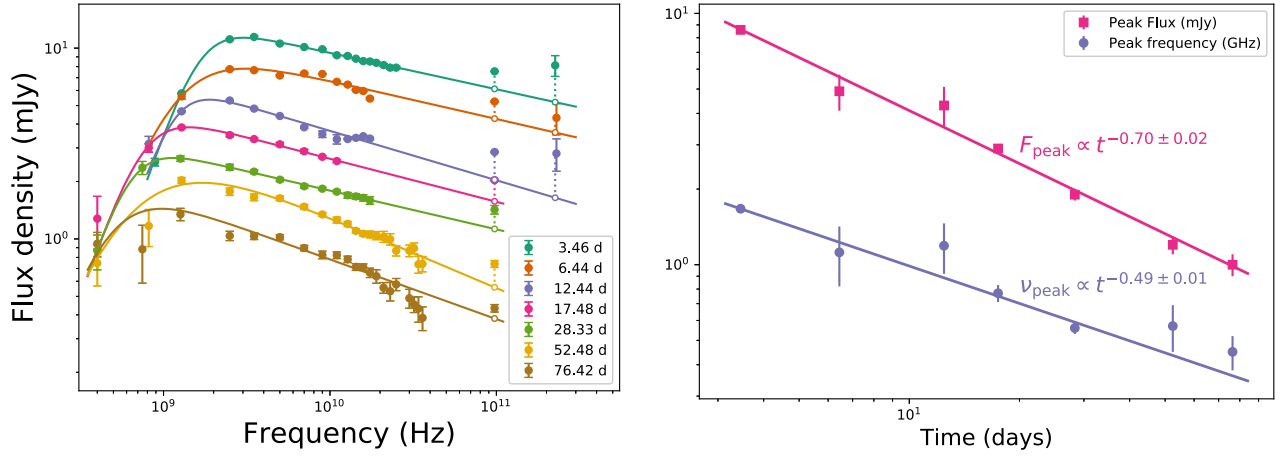 Flux density (mJy)
10¹
10⁰
3.46 d
6.44 d
12.44 d
17.48 d
28.33 d
52.48 d
76.42 d
10⁹
10¹⁰
10¹¹
Frequency (Hz)
Peak Flux (mJy)
Peak frequency (GHz)
10¹
10⁰
F_peak ∝ t^−0.70 ± 0.02
ν_peak ∝ t^−0.49 ± 0.01
10¹
Time (days)